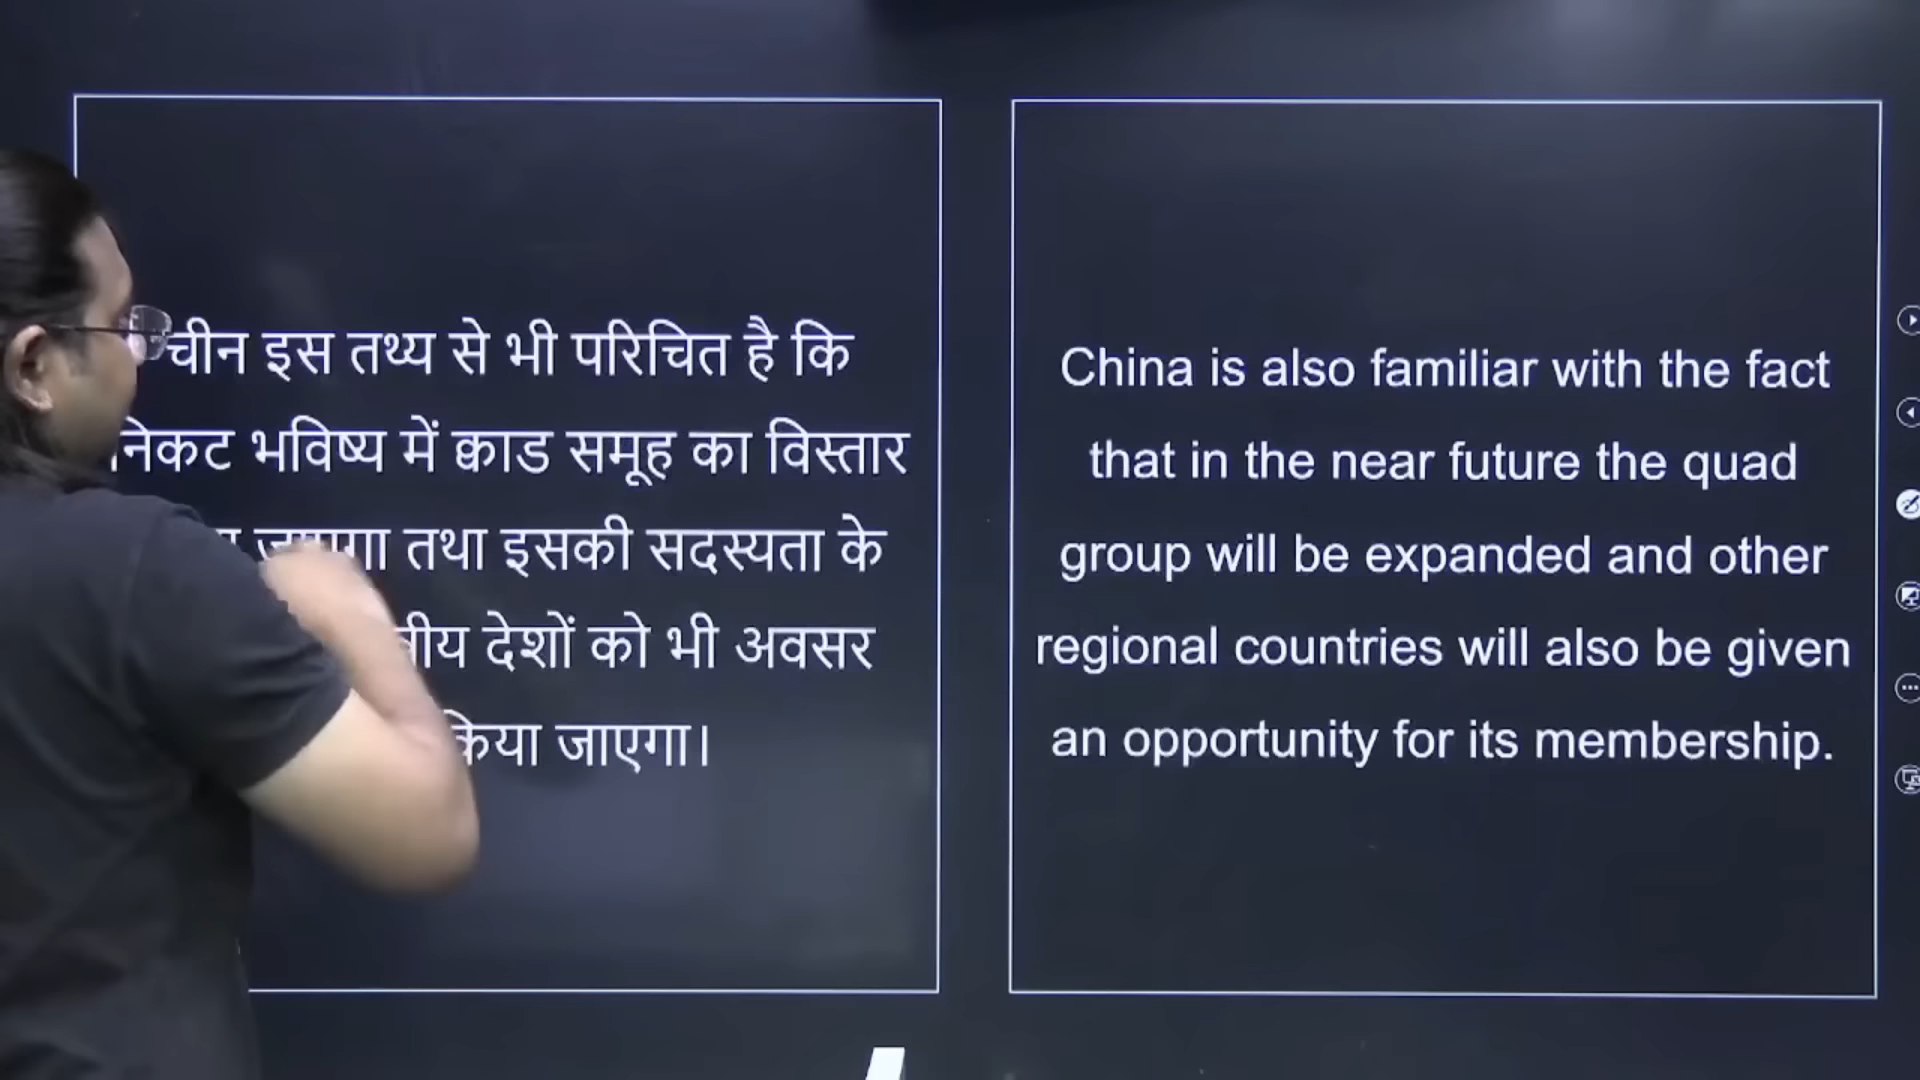 चीन इस तथ्य से भी परिचित है कि
निकट भविष्य में क्वाड समूह का विस्तार
तथा इसकी सदस्यता के
देशों को भी अवसर
किया जाएगा।
China is also familiar with the fact
that in the near future the quad
group will be expanded and other
regional countries will also be given
an opportunity for its membership.